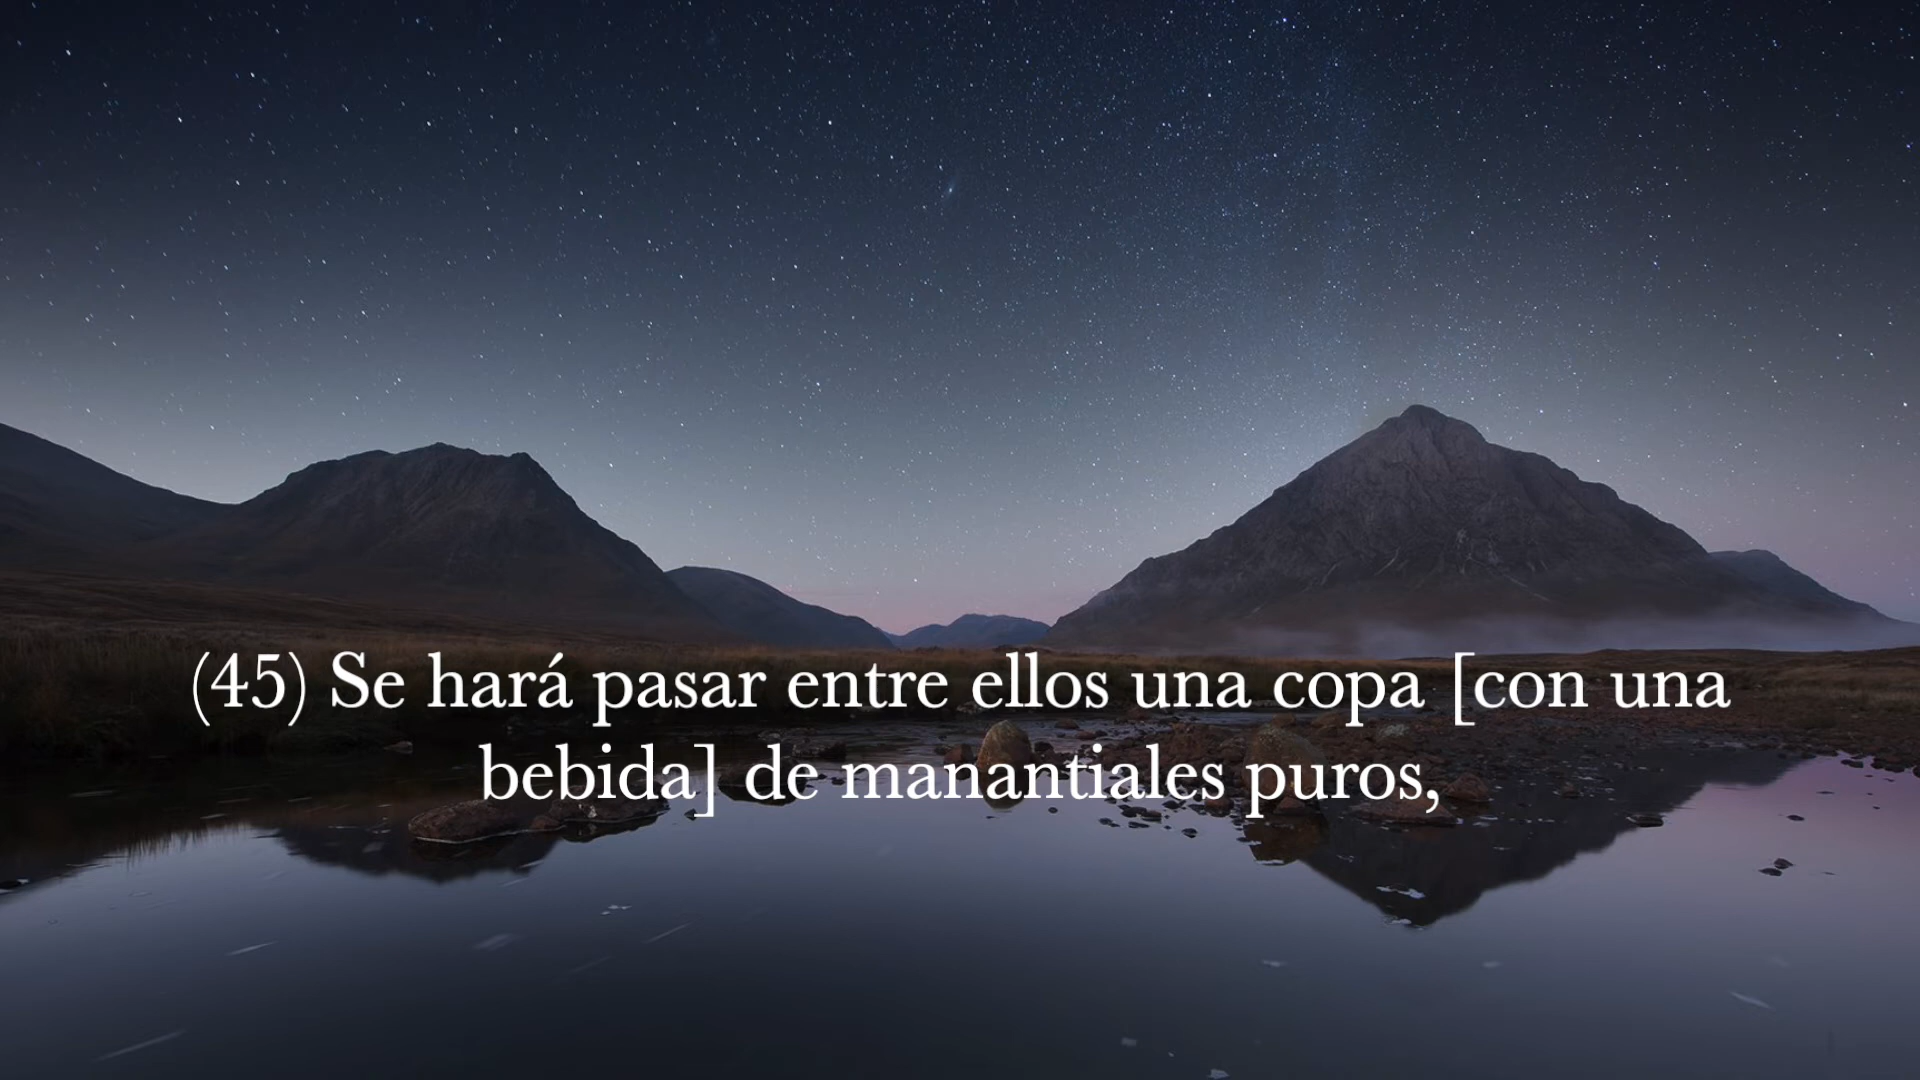 (45) Se hará pasar entre ellos una copa [con una
bebida] de manantiales puros,